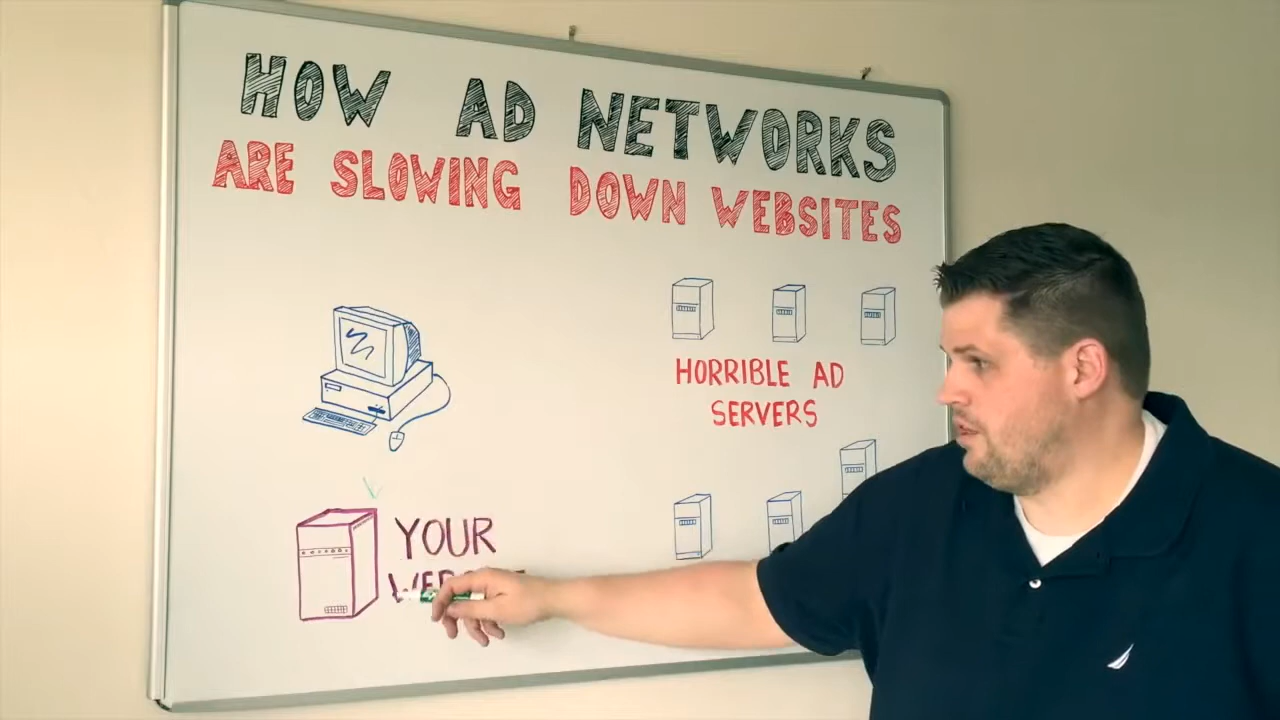 HOW AD NETWORKS
ARE SLOWING DOWN WEBSITES
HORRIBLE AD
SERVERS
YOUR